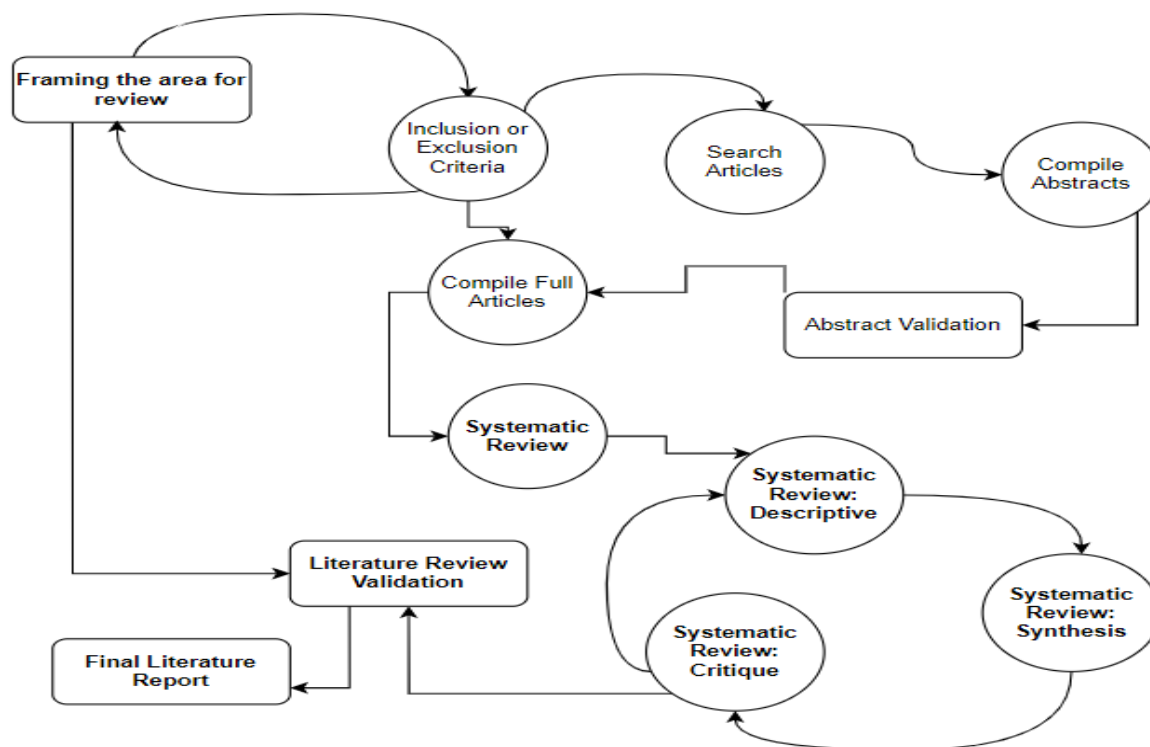 Framing the area for
review
Inclusion or
Exclusion
Criteria
Search
Articles
Compile
Abstracts
Compile Full
Articles
Abstract Validation
Systematic
Review
Systematic
Review:
Descriptive
Literature Review
Validation
Systematic
Review:
Synthesis
Systematic
Review:
Critique
Final Literature
Report